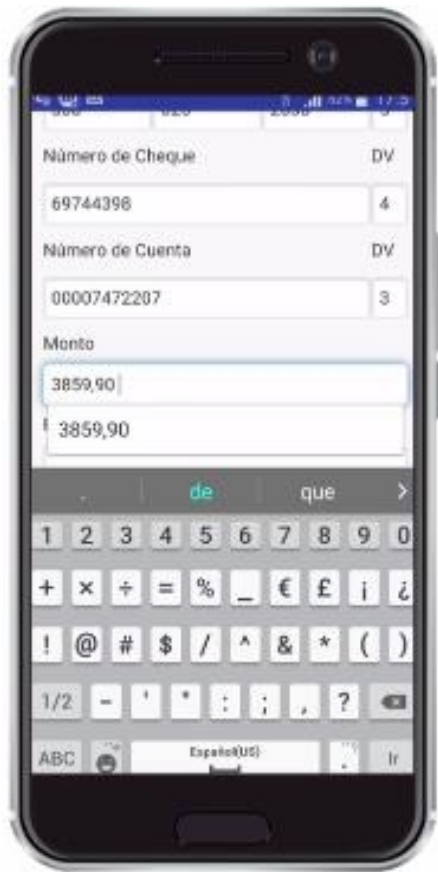 Número de Cheque DV
69744398 4
Número de Cuenta DV
00007472207 3
Monto
3859,90
3859,90
. de que >
1 2 3 4 5 6 7 8 9 0
+ × ÷ = % _ € £ ¡ ¿
! @ # $ / ^ & * ( )
1/2 - ' " : ; , ? 
ABC Español(US) . Ir